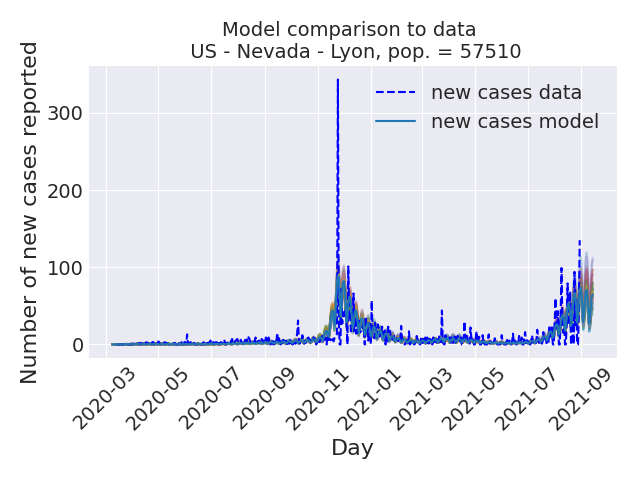 Model comparison to data
US - Nevada - Lyon, pop. = 57510
Number of new cases reported
300
200
100
0
new cases data
new cases model
2020-03
2020-05
2020-07
2020-09
2020-11
2021-01
2021-03
2021-05
2021-07
2021-09
Day